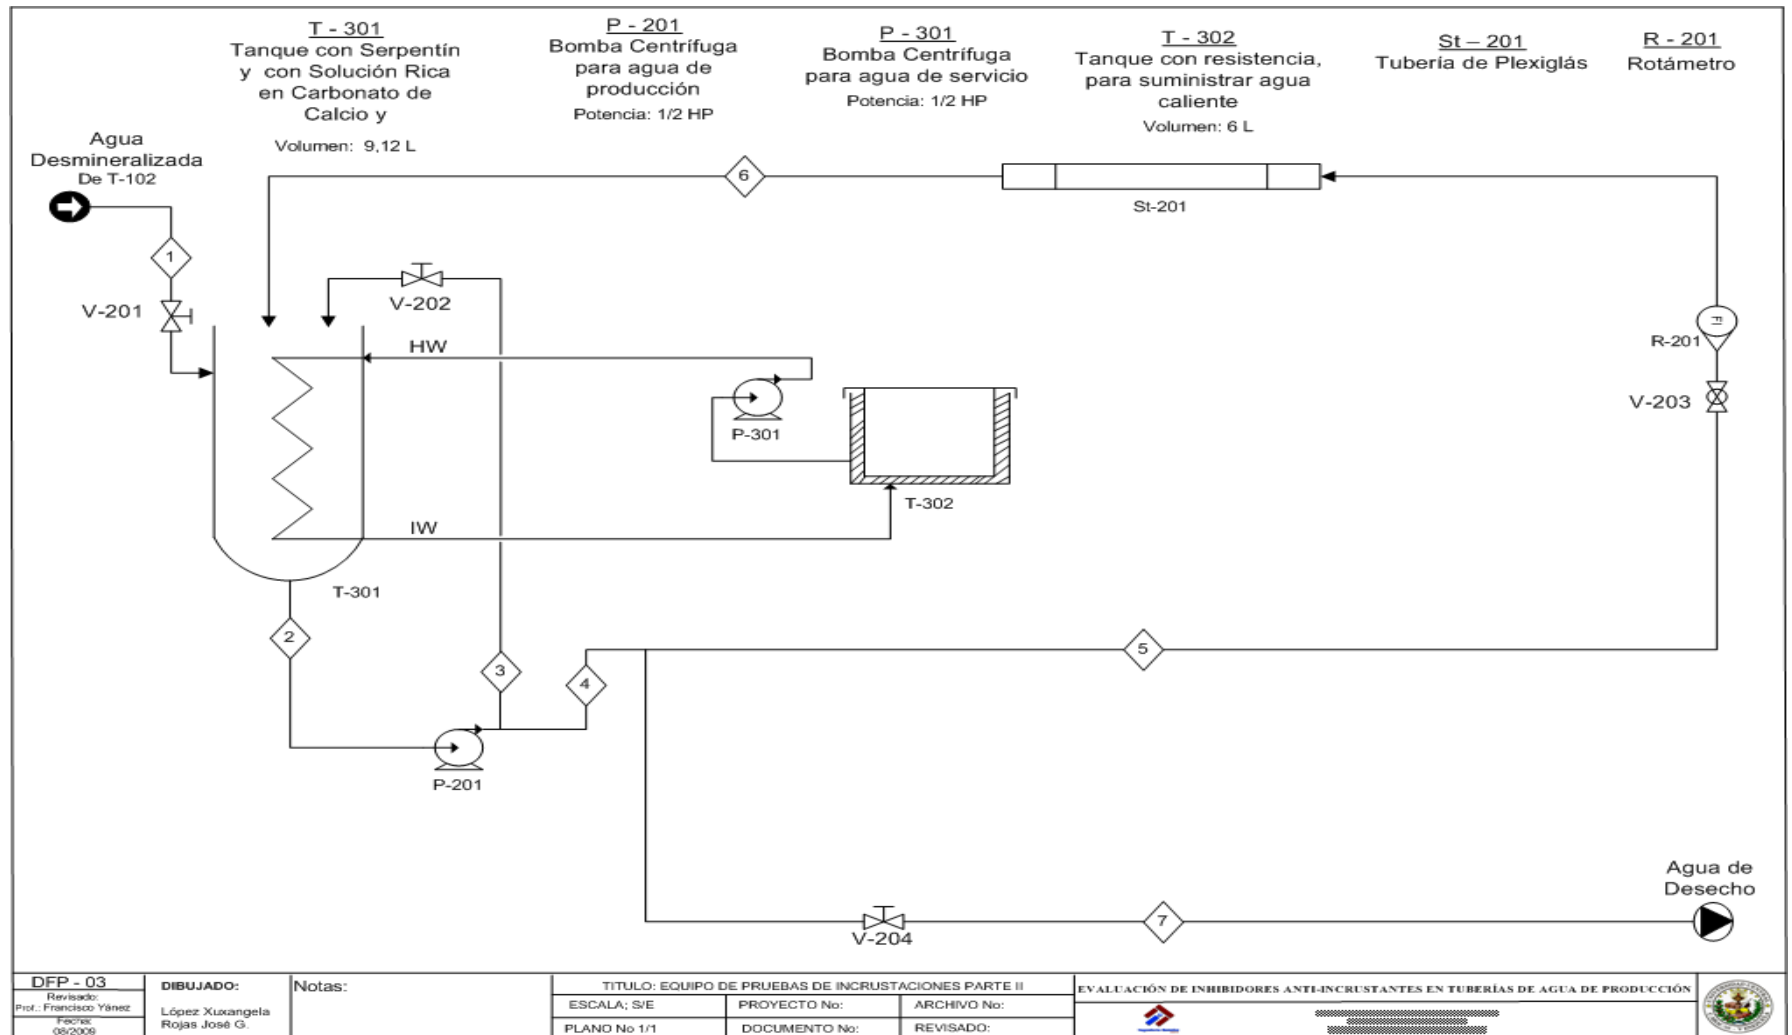 T - 301
Tanque con Serpentín
y con Solución Rica
en Carbonato de
Calcio y
Volumen: 9,12 L
P - 201
Bomba Centrífuga
para agua de
producción
Potencia: 1/2 HP
P - 301
Bomba Centrífuga
para agua de servicio
Potencia: 1/2 HP
T - 302
Tanque con resistencia,
para suministrar agua
caliente
Volumen: 6 L
St – 201
Tubería de Plexiglás
R - 201
Rotámetro
Agua
Desmineralizada
De T-102
6
St-201
1
V-201
V-202
HW
P-301
T-302
IW
T-301
FI
R-201
V-203
2
3
4
5
P-201
Agua de
Desecho
V-204
7
DFP - 03
Revisado:
Prof.: Francisco Yánez
Fecha:
08/2009
DIBUJADO:
López Xuxangela
Rojas José G.
Notas:
TITULO: EQUIPO DE PRUEBAS DE INCRUSTACIONES PARTE II
ESCALA; S/E
PROYECTO No:
ARCHIVO No:
PLANO No 1/1
DOCUMENTO No:
REVISADO:
EVALUACIÓN DE INHIBIDORES ANTI-INCRUSTANTES EN TUBERÍAS DE AGUA DE PRODUCCIÓN